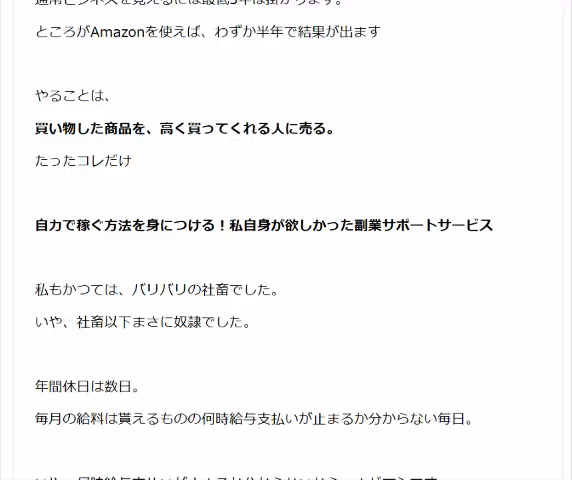 ところがAmazonを使えば、わずか半年で結果が出ます
やることは、
買い物した商品を、高く買ってくれる人に売る。
たったコレだけ
自力で稼ぐ方法を身につける！私自身が欲しかった副業サポートサービス
私もかつては、バリバリの社畜でした。
いや、社畜以下まさに奴隷でした。
年間休日は数日。
毎月の給料は貰えるものの何時給与支払いが止まるか分からない毎日。